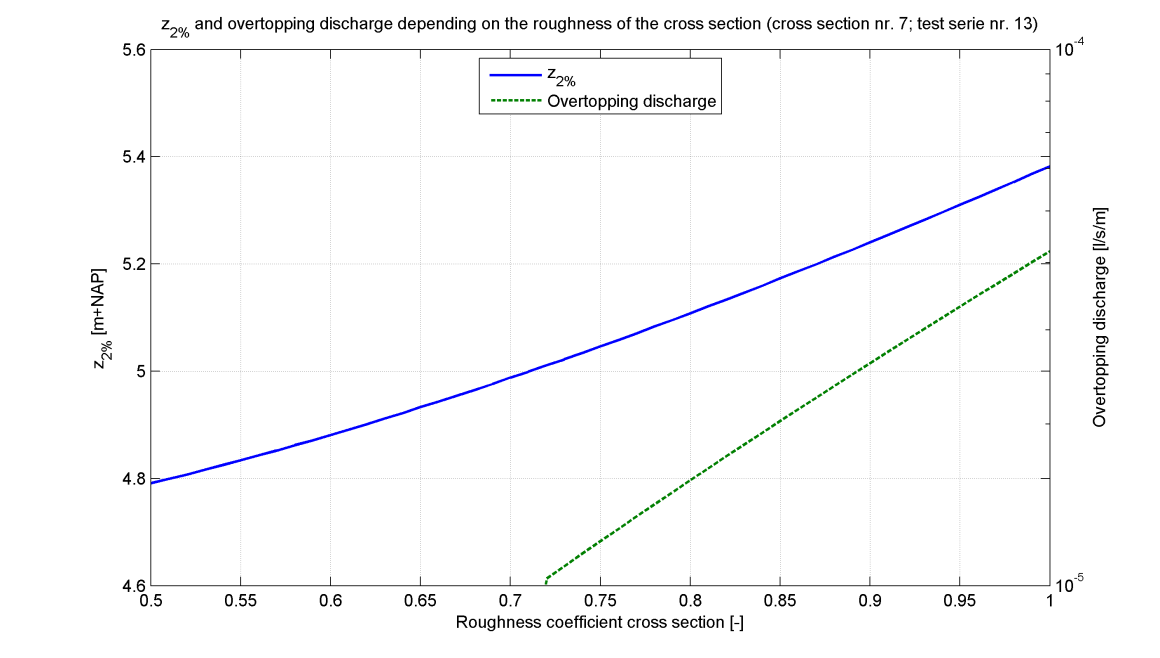 z2% and overtopping discharge depending on the roughness of the cross section (cross section nr. 7; test serie nr. 13)
z2%
Overtopping discharge
5.6
5.4
5.2
5
4.8
4.6
z2% [m+NAP]
10-4
10-5
Overtopping discharge [l/s/m]
0.5 0.55 0.6 0.65 0.7 0.75 0.8 0.85 0.9 0.95 1
Roughness coefficient cross section [-]